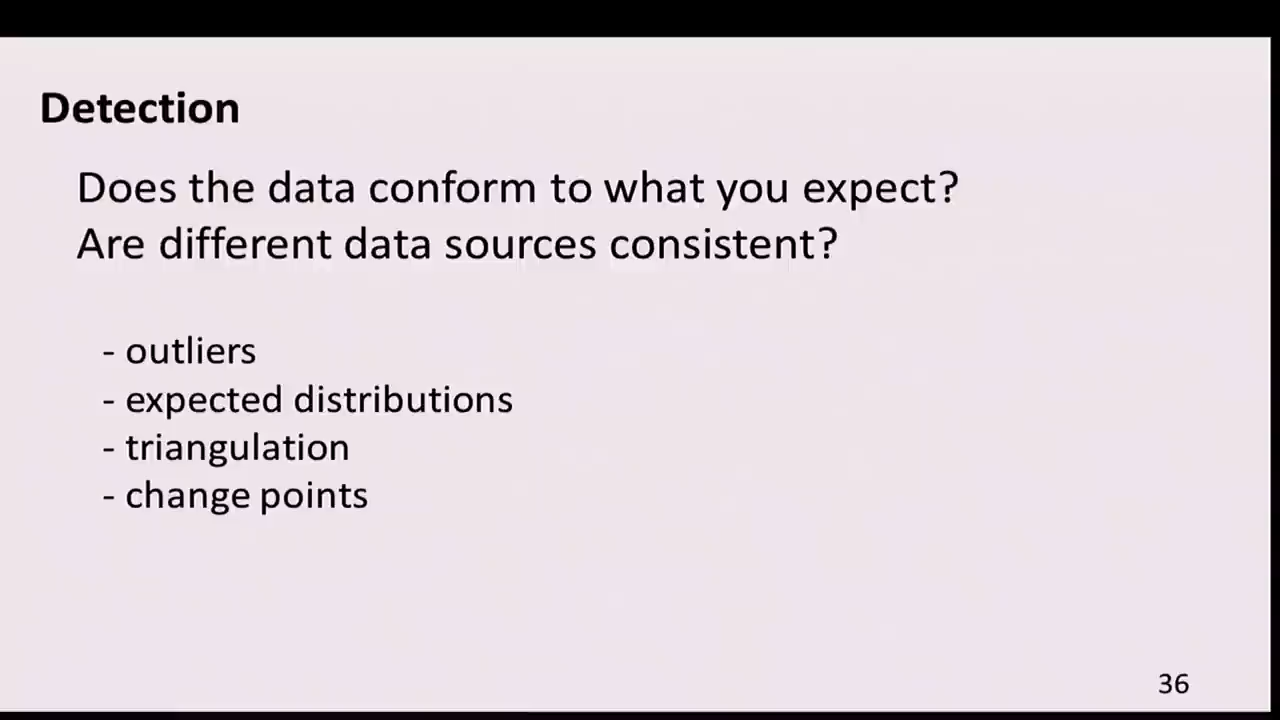 Detection
Does the data conform to what you expect?
Are different data sources consistent?
- outliers
- expected distributions
- triangulation
- change points
36